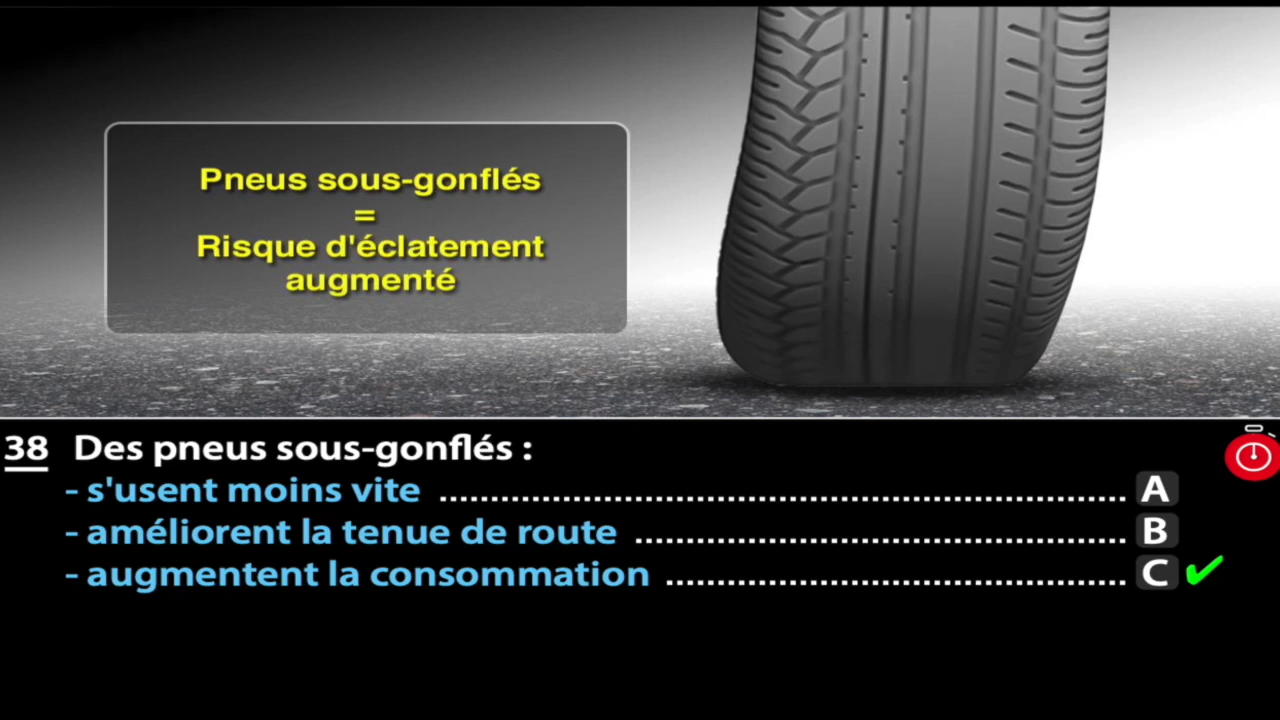 Pneus sous-gonflés
=
Risque d'éclatement
augmenté
38 Des pneus sous-gonflés :
- s'usent moins vite ........................................................................ A
- améliorent la tenue de route .................................................... B
- augmentent la consommation ................................................ C ✔